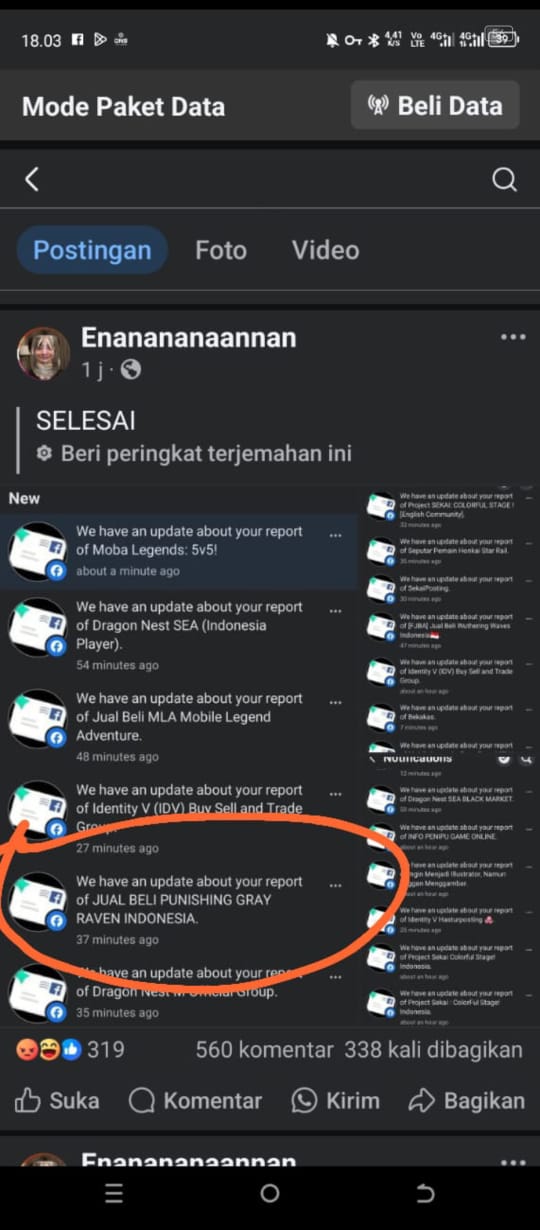 18.03
4,41
K/S
Vo
LTE
4G+
4G+
39
Mode Paket Data
Beli Data
Postingan
Foto
Video
Enanananaannan
1 j ·
SELESAI
Beri peringkat terjemahan ini
New
We have an update about your report
of Moba Legends: 5v5!
about a minute ago
We have an update about your report
of Dragon Nest SEA (Indonesia
Player).
54 minutes ago
We have an update about your report
of Jual Beli MLA Mobile Legend
Adventure.
48 minutes ago
We have an update about your report
of Identity V (IDV) Buy Sell and Trade
Group.
27 minutes ago
We have an update about your report
of JUAL BELI PUNISHING GRAY
RAVEN INDONESIA.
37 minutes ago
We have an update about your report
of Dragon Nest M Official Group.
35 minutes ago
We have an update about your report
of Project SEKAI: COLORFUL STAGE !
[English Community].
33 minutes ago
We have an update about your report
of Seputar Pemain Honkai Star Rail.
35 minutes ago
We have an update about your report
of SekaiPosting.
30 minutes ago
We have an update about your report
of [FJBA] Jual Beli Wuthering Waves
Indonesia🇮🇩
47 minutes ago
We have an update about your report
of Identity V (IDV) Buy Sell and Trade
Group.
about an hour ago
We have an update about your report
of Bekakas.
7 minutes ago
We have an update about your report
Notifications
12 minutes ago
We have an update about your report
of Dragon Nest SEA BLACK MARKET.
We have an update about your report
of INFO PENIPU GAME ONLINE.
about an hour ago
We have an update about your report
Ingin Menjadi Illustrator, Namun
Enggan Menggambar.
about an hour ago
We have an update about your report
of Identity V Hasturposting
We have an update about your report
of Project Sekai Colorful Stage!
Indonesia.
about an hour ago
We have an update about your report
of Project Sekai : ColorFul Stage!
Indonesia.
about an hour ago
319
560 komentar 338 kali dibagikan
Suka
Komentar
Kirim
Bagikan
Enanananaannan